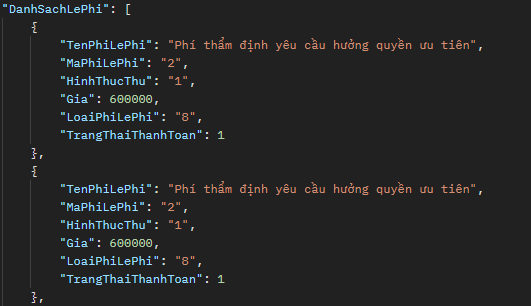 "DanhSachLePhi": [
{
"TenPhiLePhi": "Phí thẩm định yêu cầu hưởng quyền ưu tiên",
"MaPhiLePhi": "2",
"HinhThucThu": "1",
"Gia": 600000,
"LoaiPhiLePhi": "8",
"TrangThaiThanhToan": 1
},
{
"TenPhiLePhi": "Phí thẩm định yêu cầu hưởng quyền ưu tiên",
"MaPhiLePhi": "2",
"HinhThucThu": "1",
"Gia": 600000,
"LoaiPhiLePhi": "8",
"TrangThaiThanhToan": 1
},